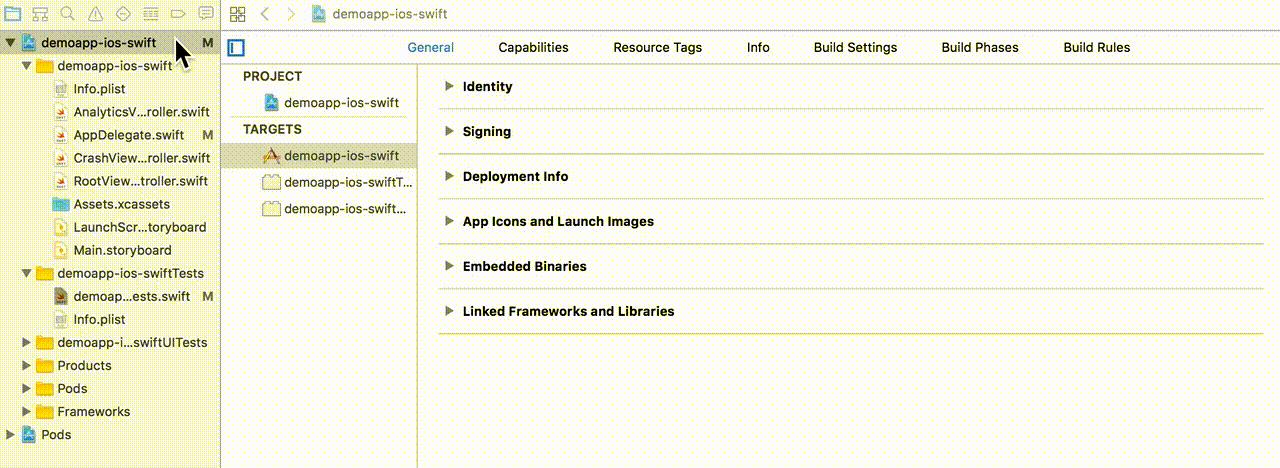 demoapp-ios-swift
General Capabilities Resource Tags Info Build Settings Build Phases Build Rules
demoapp-ios-swift M
demoapp-ios-swift
Info.plist
AnalyticsV...roller.swift
AppDelegate.swift M
CrashView...roller.swift
RootView...troller.swift
Assets.xcassets
LaunchScr...toryboard
Main.storyboard
demoapp-ios-swiftTests
demoap...ests.swift M
Info.plist
demoapp-i...swiftUITests
Products
Pods
Frameworks
Pods
PROJECT
demoapp-ios-swift
TARGETS
demoapp-ios-swift
demoapp-ios-swiftT...
demoapp-ios-swift...
Identity
Signing
Deployment Info
App Icons and Launch Images
Embedded Binaries
Linked Frameworks and Libraries